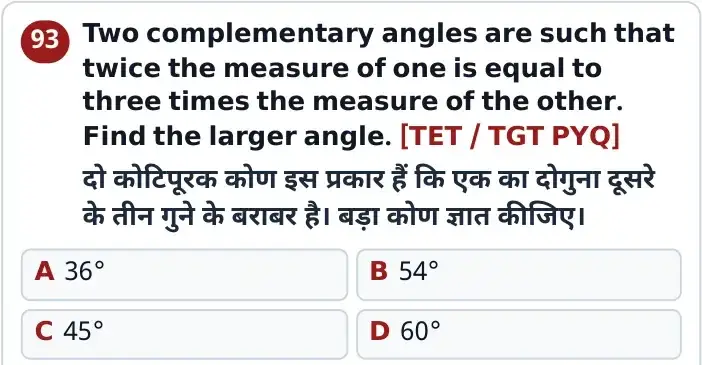 93 Two complementary angles are such that
twice the measure of one is equal to
three times the measure of the other.
Find the larger angle. [TET / TGT PYQ]
दो कोटिपूरक कोण इस प्रकार हैं कि एक का दोगुना दूसरे
के तीन गुने के बराबर है। बड़ा कोण ज्ञात कीजिए।
A 36° B 54°
C 45° D 60°